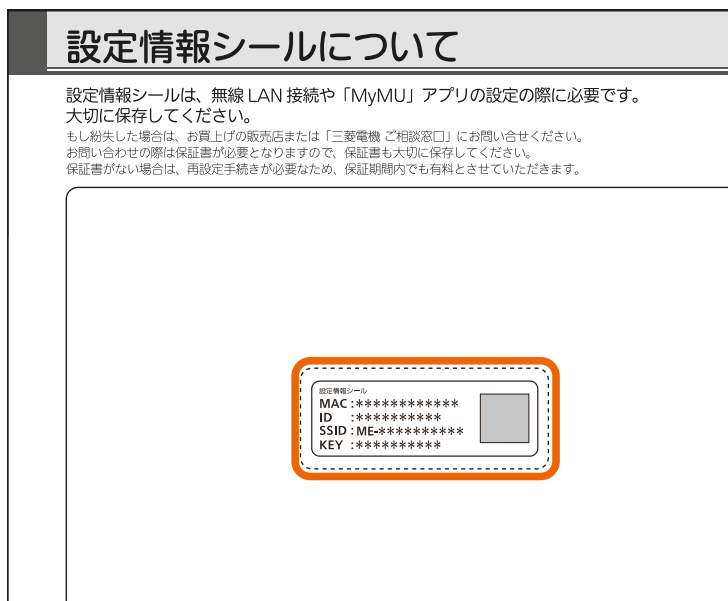 設定情報シールについて
設定情報シールは、無線 LAN 接続や「MyMU」アプリの設定の際に必要です。
大切に保存してください。
もし紛失した場合は、お買上げの販売店または「三菱電機 ご相談窓口」にお問い合せください。
お問い合わせの際は保証書が必要となりますので、保証書も大切に保存してください。
保証書がない場合は、再設定手続きが必要なため、保証期間内でも有料とさせていただきます。
設定情報シール
MAC :************
ID :**********
SSID : ME-**********
KEY :**********